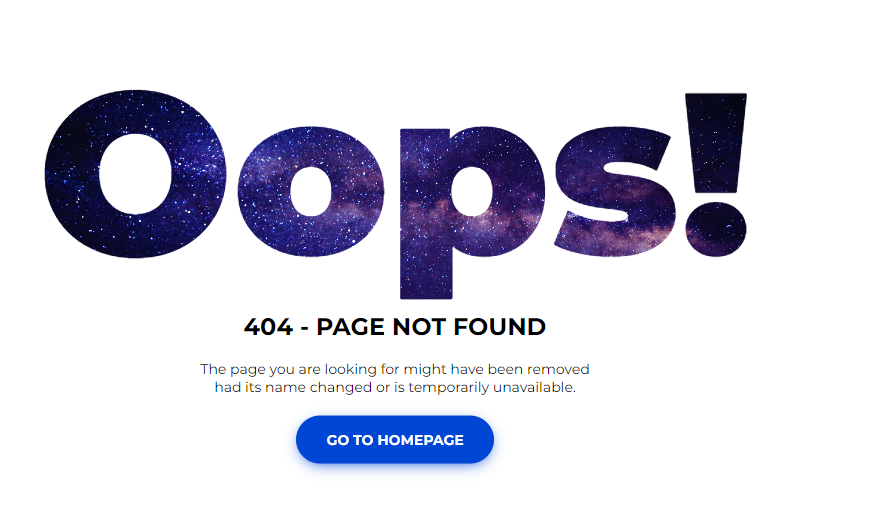 Oops!
404 - PAGE NOT FOUND
The page you are looking for might have been removed
had its name changed or is temporarily unavailable.
GO TO HOMEPAGE